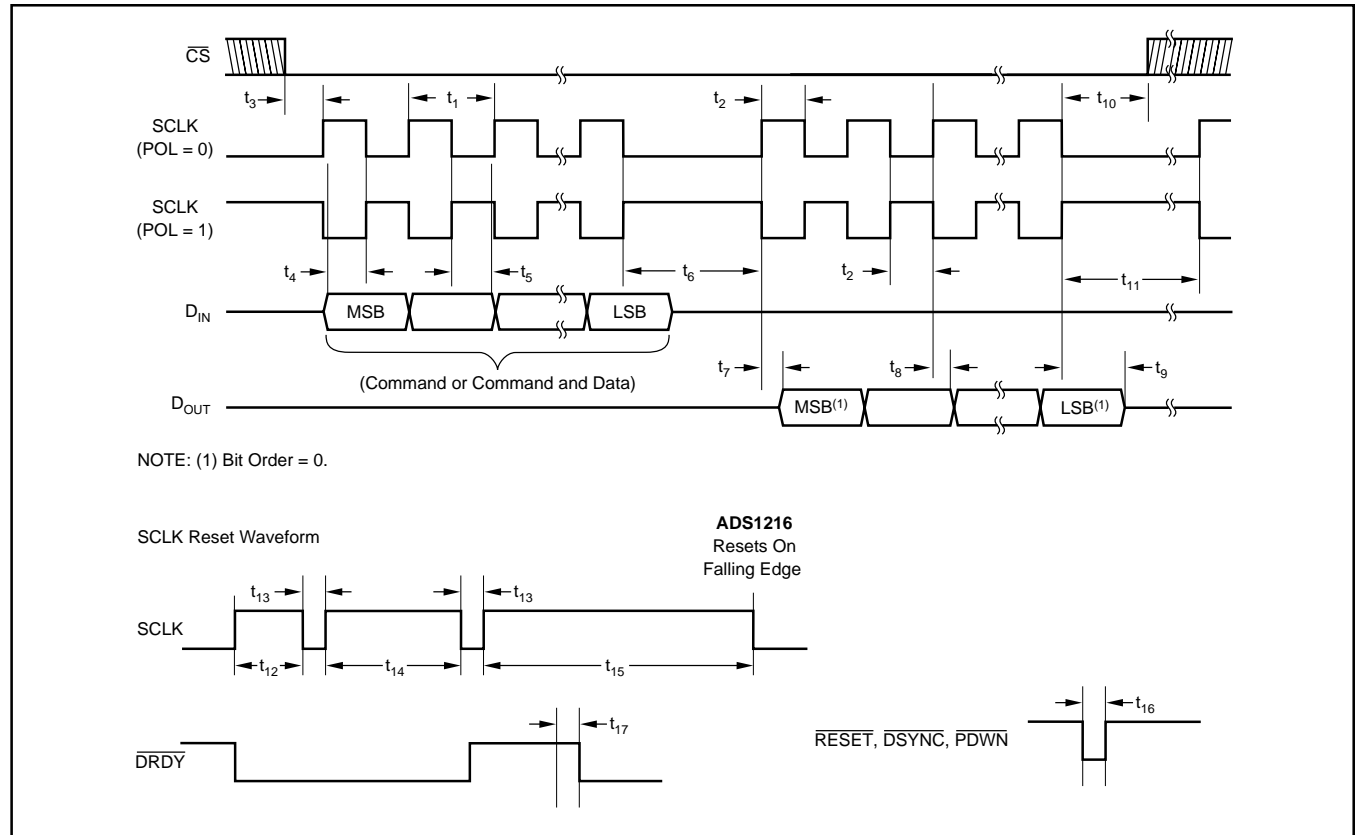 CS
t3
t1
t2
t10
SCLK
(POL = 0)
SCLK
(POL = 1)
t4
t5
t6
t2
t11
DIN
MSB
LSB
(Command or Command and Data)
t7
t8
t9
DOUT
MSB(1)
LSB(1)
NOTE: (1) Bit Order = 0.
SCLK Reset Waveform
ADS1216
Resets On
Falling Edge
t13
t13
SCLK
t12
t14
t15
t16
t17
DRDY
RESET, DSYNC, PDWN